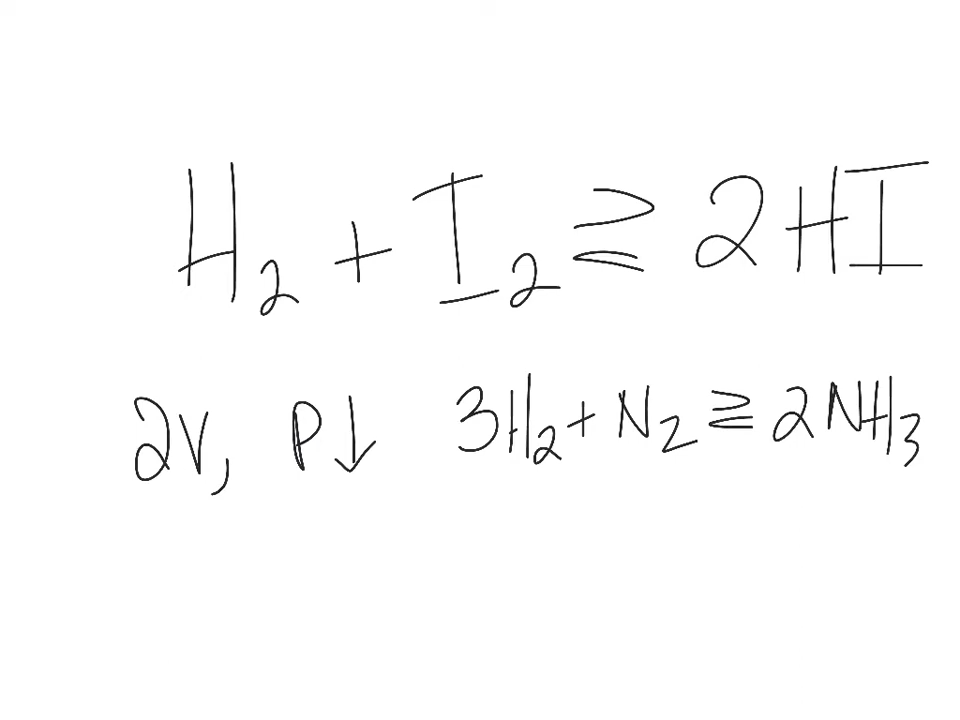 H₂ + I₂ ⇄ 2HI
2V, P↓ 3H₂ + N₂ ⇄ 2NH₃